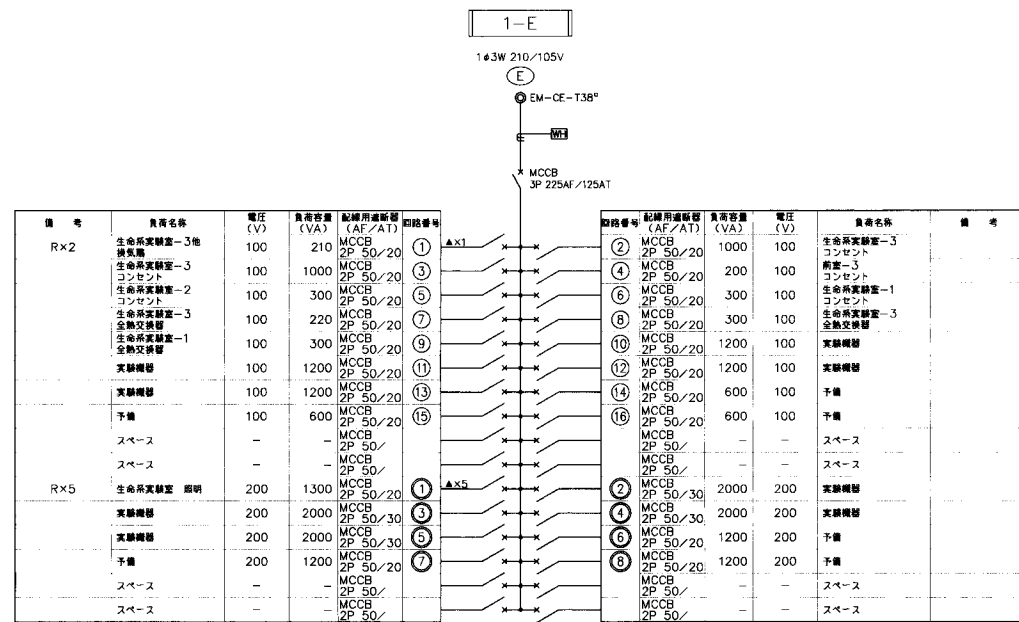 1-E
1φ3W 210/105V
E
EM-CE-T38□
WH
MCCB
3P 225AF/125AT
備 考 負荷名称 電圧(V) 負荷容量(VA) 配線用遮断器(AF/AT) 回路番号 回路番号 配線用遮断器(AF/AT) 負荷容量(VA) 電圧(V) 負荷名称 備 考
R×2 生命系実験室-3他 換気扇 100 210 MCCB 2P 50/20 ① ▲×1 ② MCCB 2P 50/20 1000 100 生命系実験室-3 コンセント
生命系実験室-3 コンセント 100 1000 MCCB 2P 50/20 ③ ④ MCCB 2P 50/20 200 100 前室-3 コンセント
生命系実験室-2 コンセント 100 300 MCCB 2P 50/20 ⑤ ⑥ MCCB 2P 50/20 300 100 生命系実験室-1 コンセント
生命系実験室-3 全熱交換器 100 220 MCCB 2P 50/20 ⑦ ⑧ MCCB 2P 50/20 300 100 生命系実験室-3 全熱交換器
生命系実験室-1 全熱交換器 100 300 MCCB 2P 50/20 ⑨ ⑩ MCCB 2P 50/20 1200 100 実験機器
実験機器 100 1200 MCCB 2P 50/20 ⑪ ⑫ MCCB 2P 50/20 1200 100 実験機器
実験機器 100 1200 MCCB 2P 50/20 ⑬ ⑭ MCCB 2P 50/20 600 100 予備
予備 100 600 MCCB 2P 50/20 ⑮ ⑯ MCCB 2P 50/20 600 100 予備
スペース - - MCCB 2P 50/ MCCB 2P 50/ - - スペース
スペース - - MCCB 2P 50/ MCCB 2P 50/ - - スペース
R×5 生命系実験室 照明 200 1300 MCCB 2P 50/20 ① ▲×5 ② MCCB 2P 50/30 2000 200 実験機器
実験機器 200 2000 MCCB 2P 50/30 ③ ④ MCCB 2P 50/30 2000 200 実験機器
実験機器 200 2000 MCCB 2P 50/30 ⑤ ⑥ MCCB 2P 50/20 1200 200 予備
予備 200 1200 MCCB 2P 50/20 ⑦ ⑧ MCCB 2P 50/20 1200 200 予備
スペース - - MCCB 2P 50/ MCCB 2P 50/ - - スペース
スペース - - MCCB 2P 50/ MCCB 2P 50/ - - スペース